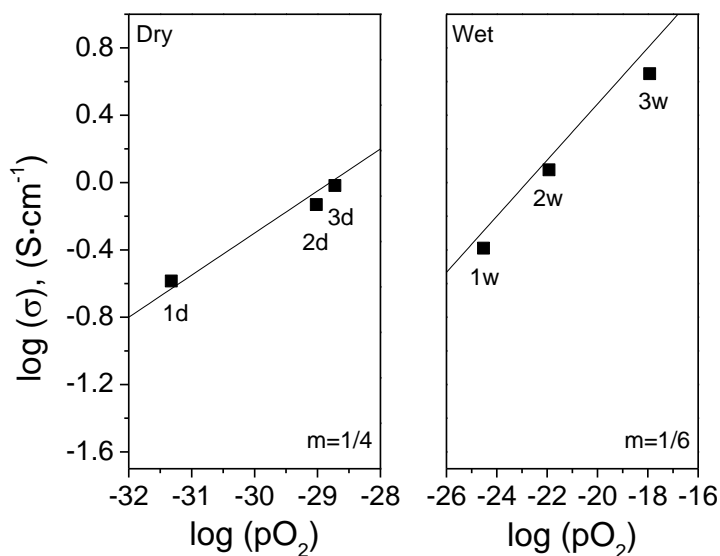 Dry
Wet
0.8
0.4
0.0
-0.4
-0.8
-1.2
-1.6
log (σ), (S·cm⁻¹)
1d
2d
3d
1w
2w
3w
m=1/4
m=1/6
-32 -31 -30 -29 -28
-26 -24 -22 -20 -18 -16
log (pO₂)
log (pO₂)